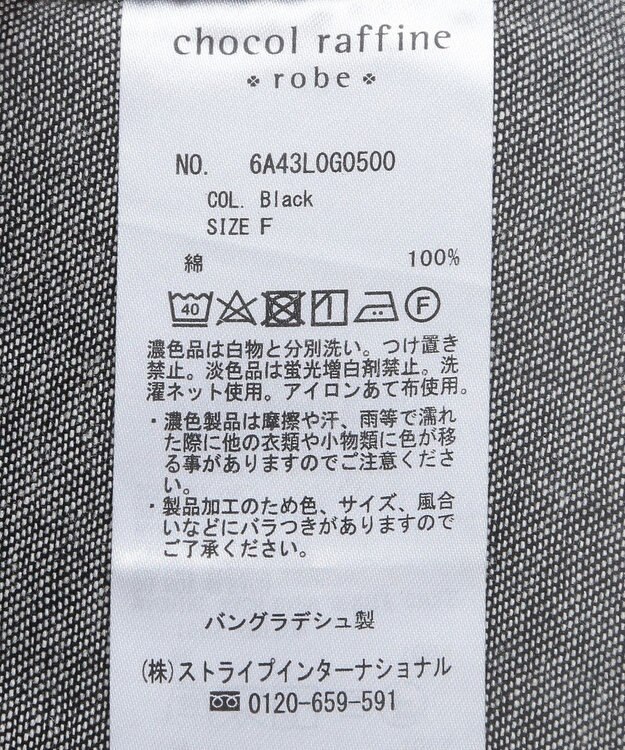 chocol raffine
robe
NO. 6A43L0G0500
COL. Black
SIZE F
綿 100%
40 F
濃色品は白物と分別洗い。つけ置き
禁止。淡色品は蛍光増白剤禁止。洗
濯ネット使用。アイロンあて布使用。
・濃色製品は摩擦や汗、雨等で濡れ
た際に他の衣類や小物類に色が移
る事がありますのでご注意くださ
い。
・製品加工のため色、サイズ、風合
いなどにバラつきがありますので
ご了承ください。
バングラデシュ製
(株)ストライプインターナショナル
0120-659-591